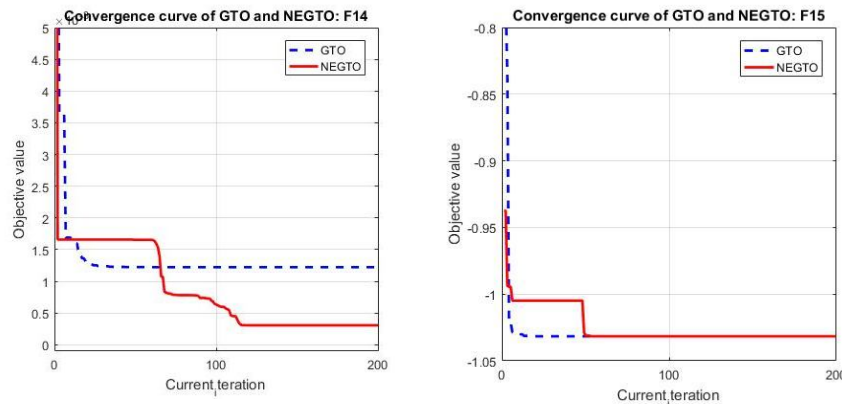 Convergence curve of GTO and NEGTO: F14
5
4.5
4
3.5
3
2.5
2
1.5
1
0.5
0
Objective value
GTO
NEGTO
0 100 200
Current iteration
Convergence curve of GTO and NEGTO: F15
-0.8
-0.85
-0.9
-0.95
-1
-1.05
Objective value
GTO
NEGTO
0 100 200
Current iteration